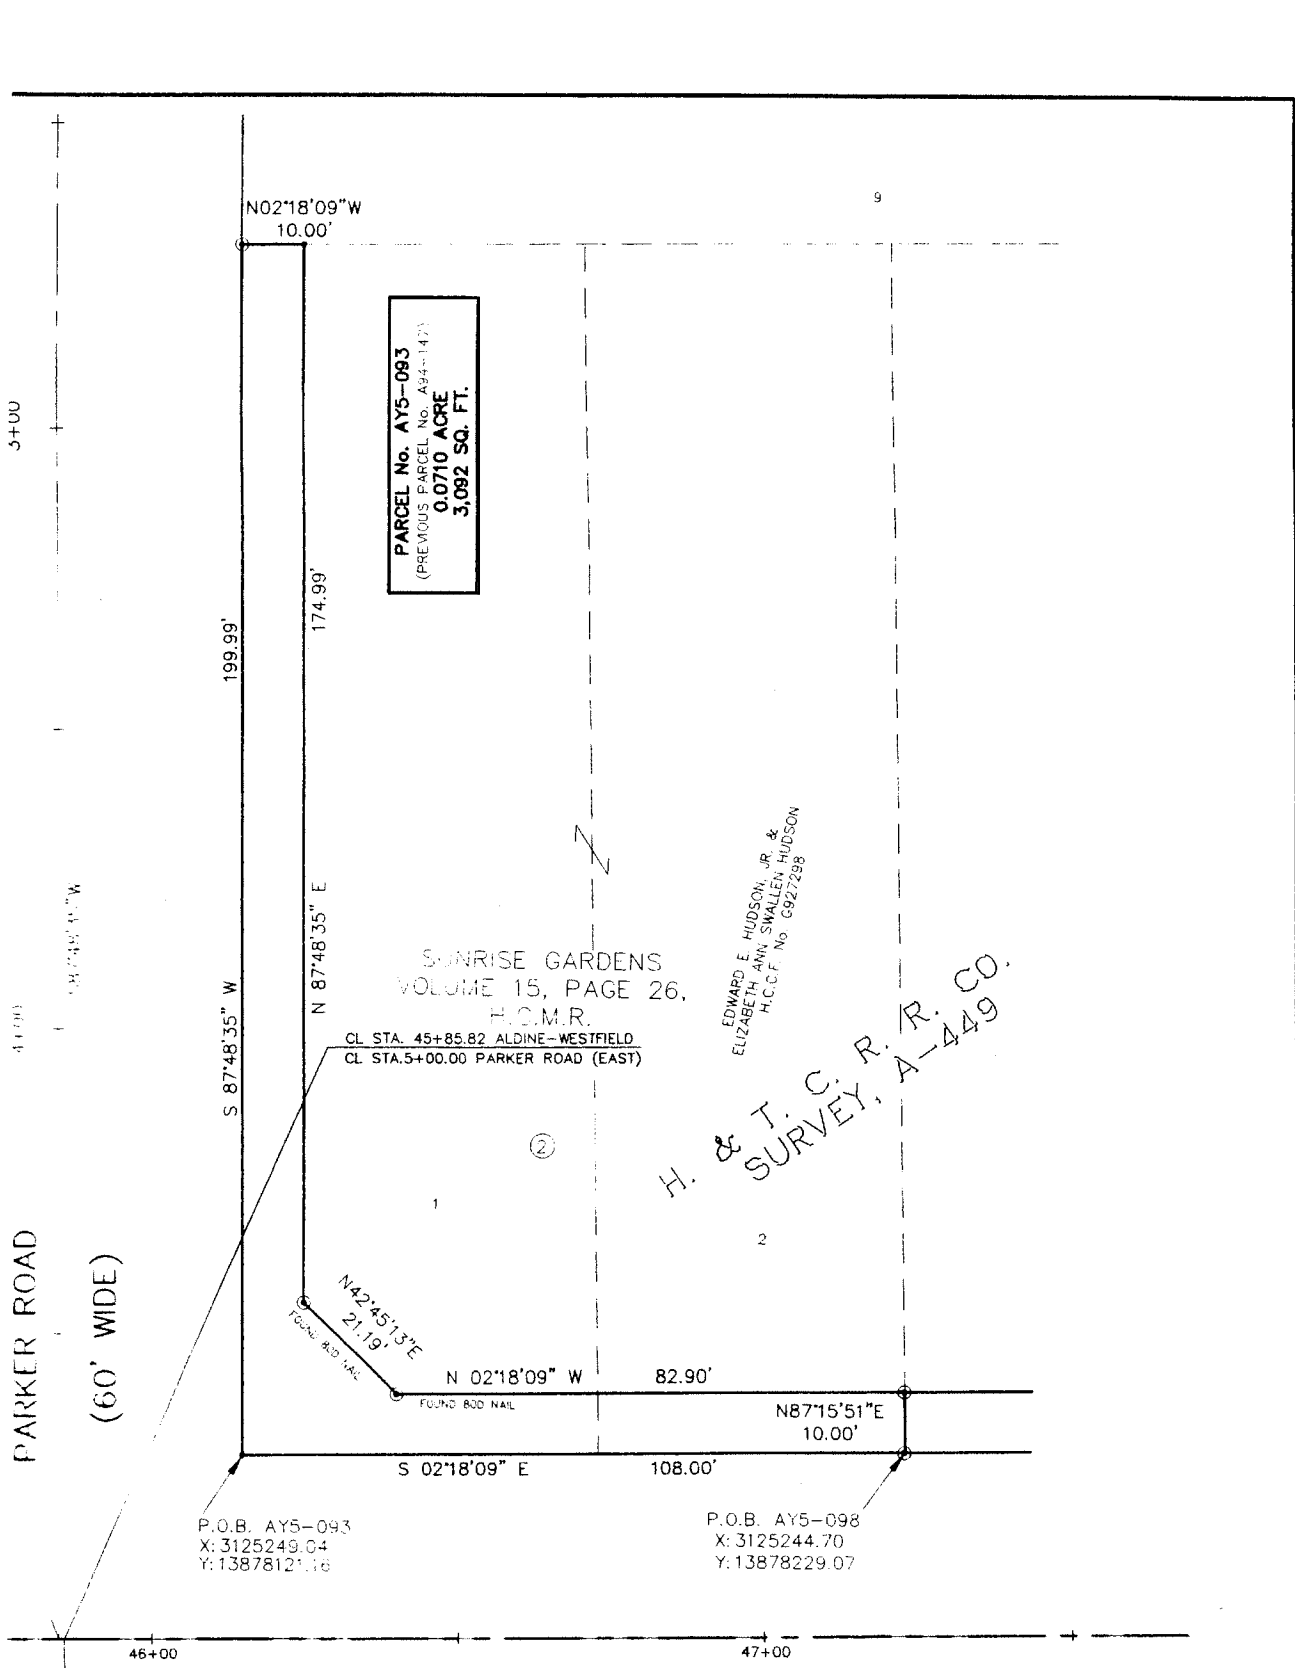 9
N02°18'09"W
10.00'
PARCEL No. AY5-093
(PREVIOUS PARCEL No. A94-147)
0.0710 ACRE
3,092 SQ. FT.
3+00
174.99'
199.99'
N 87°48'35" E
S 87°48'35" W
4+00
SUNRISE GARDENS
VOLUME 15, PAGE 26,
H.C.M.R.
EDWARD E. HUDSON, JR. &
ELIZABETH ANN SWALLEN HUDSON
H.C.C.F. No. G927298
H. & T. C. R. R. CO.
SURVEY, A-449
CL STA. 45+85.82 ALDINE-WESTFIELD
CL STA.5+00.00 PARKER ROAD (EAST)
2
1
2
PARKER ROAD
(60' WIDE)
N42°45'13"E
21.19'
FOUND 80D NAIL
N 02°18'09" W 82.90'
FOUND 80D NAIL
N87°15'51"E
10.00'
S 02°18'09" E 108.00'
P.O.B. AY5-093
X: 3125249.04
Y: 13878121.16
P.O.B. AY5-098
X: 3125244.70
Y: 13878229.07
46+00
47+00